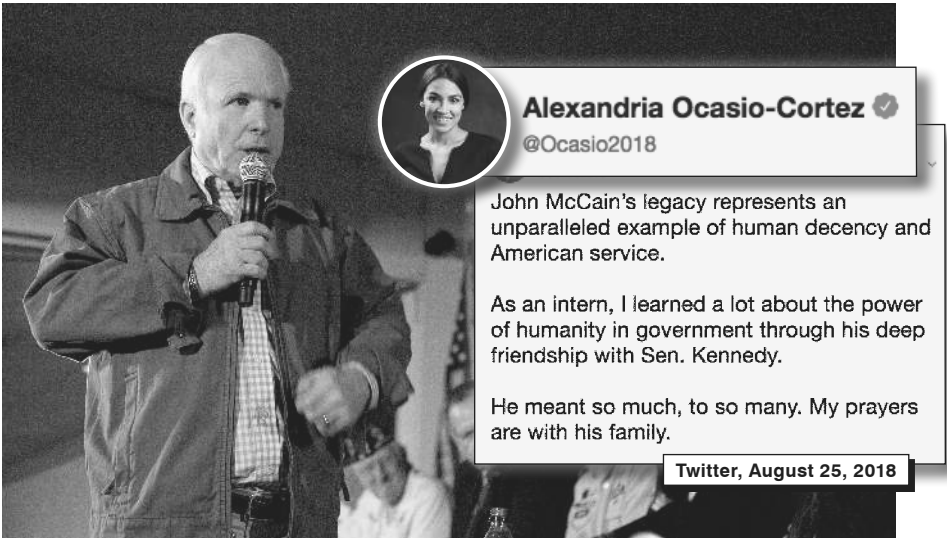 Alexandria Ocasio-Cortez
@Ocasio2018
John McCain's legacy represents an
unparalleled example of human decency and
American service.
As an intern, I learned a lot about the power
of humanity in government through his deep
friendship with Sen. Kennedy.
He meant so much, to so many. My prayers
are with his family.
Twitter, August 25, 2018